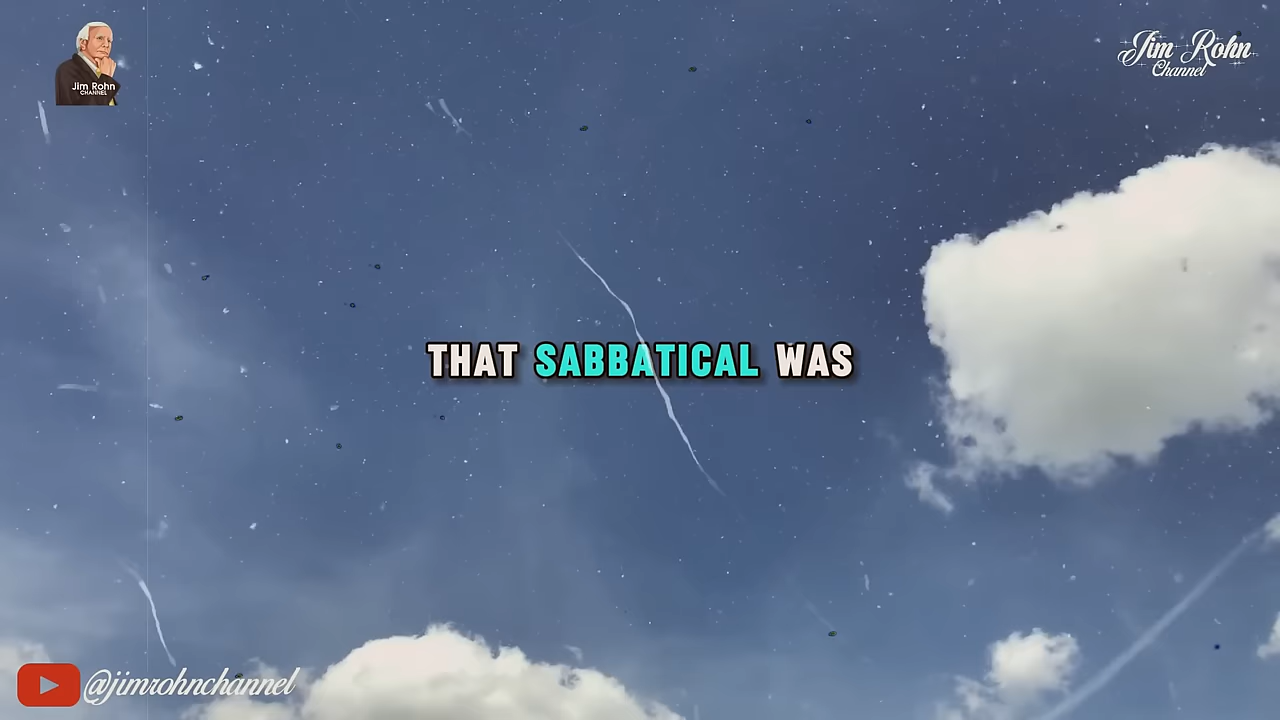 Jim Rohn
CHANNEL
Jim Rohn
Channel
THAT SABBATICAL WAS
@jimrohnchannel